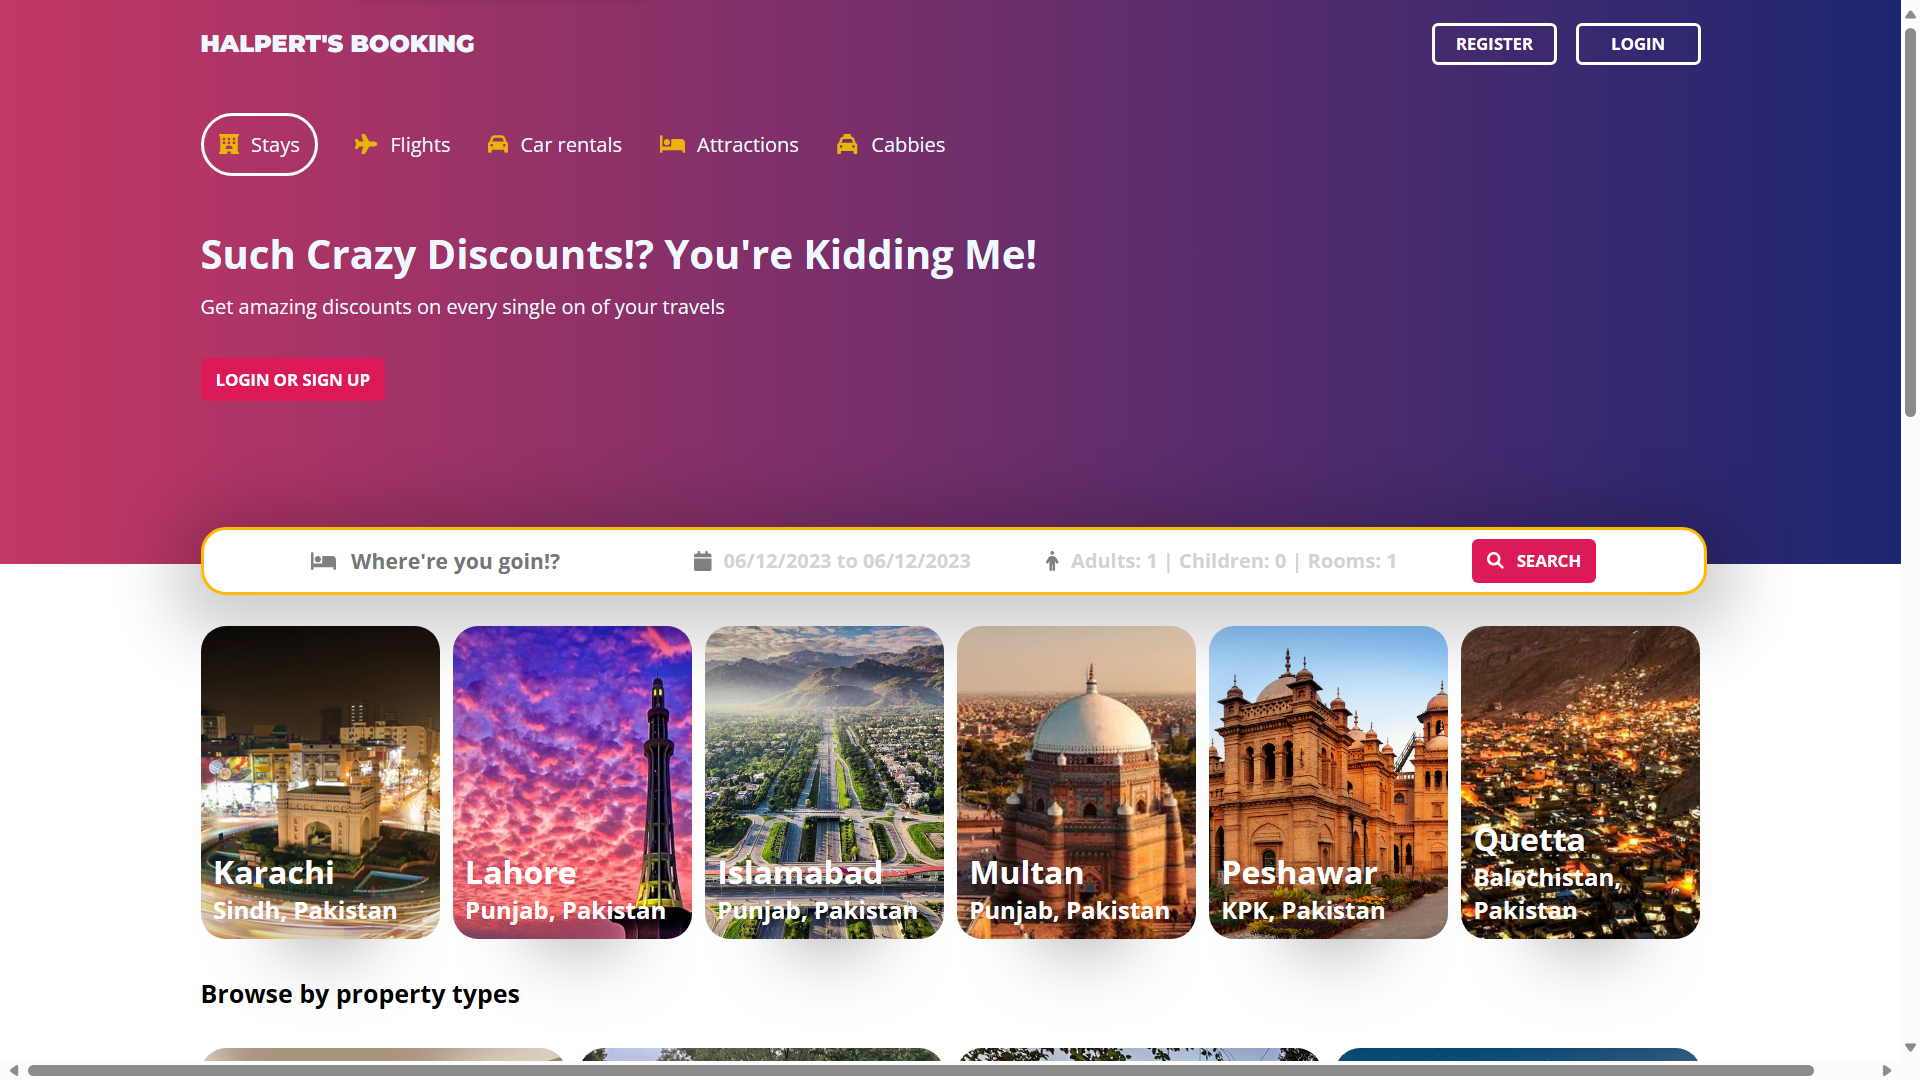 HALPERT'S BOOKING
REGISTER
LOGIN
Stays
Flights
Car rentals
Attractions
Cabbies
Such Crazy Discounts!? You're Kidding Me!
Get amazing discounts on every single on of your travels
LOGIN OR SIGN UP
Where're you goin!?
06/12/2023 to 06/12/2023
Adults: 1 | Children: 0 | Rooms: 1
SEARCH
Karachi
Sindh, Pakistan
Lahore
Punjab, Pakistan
Islamabad
Punjab, Pakistan
Multan
Punjab, Pakistan
Peshawar
KPK, Pakistan
Quetta
Balochistan,
Pakistan
Browse by property types